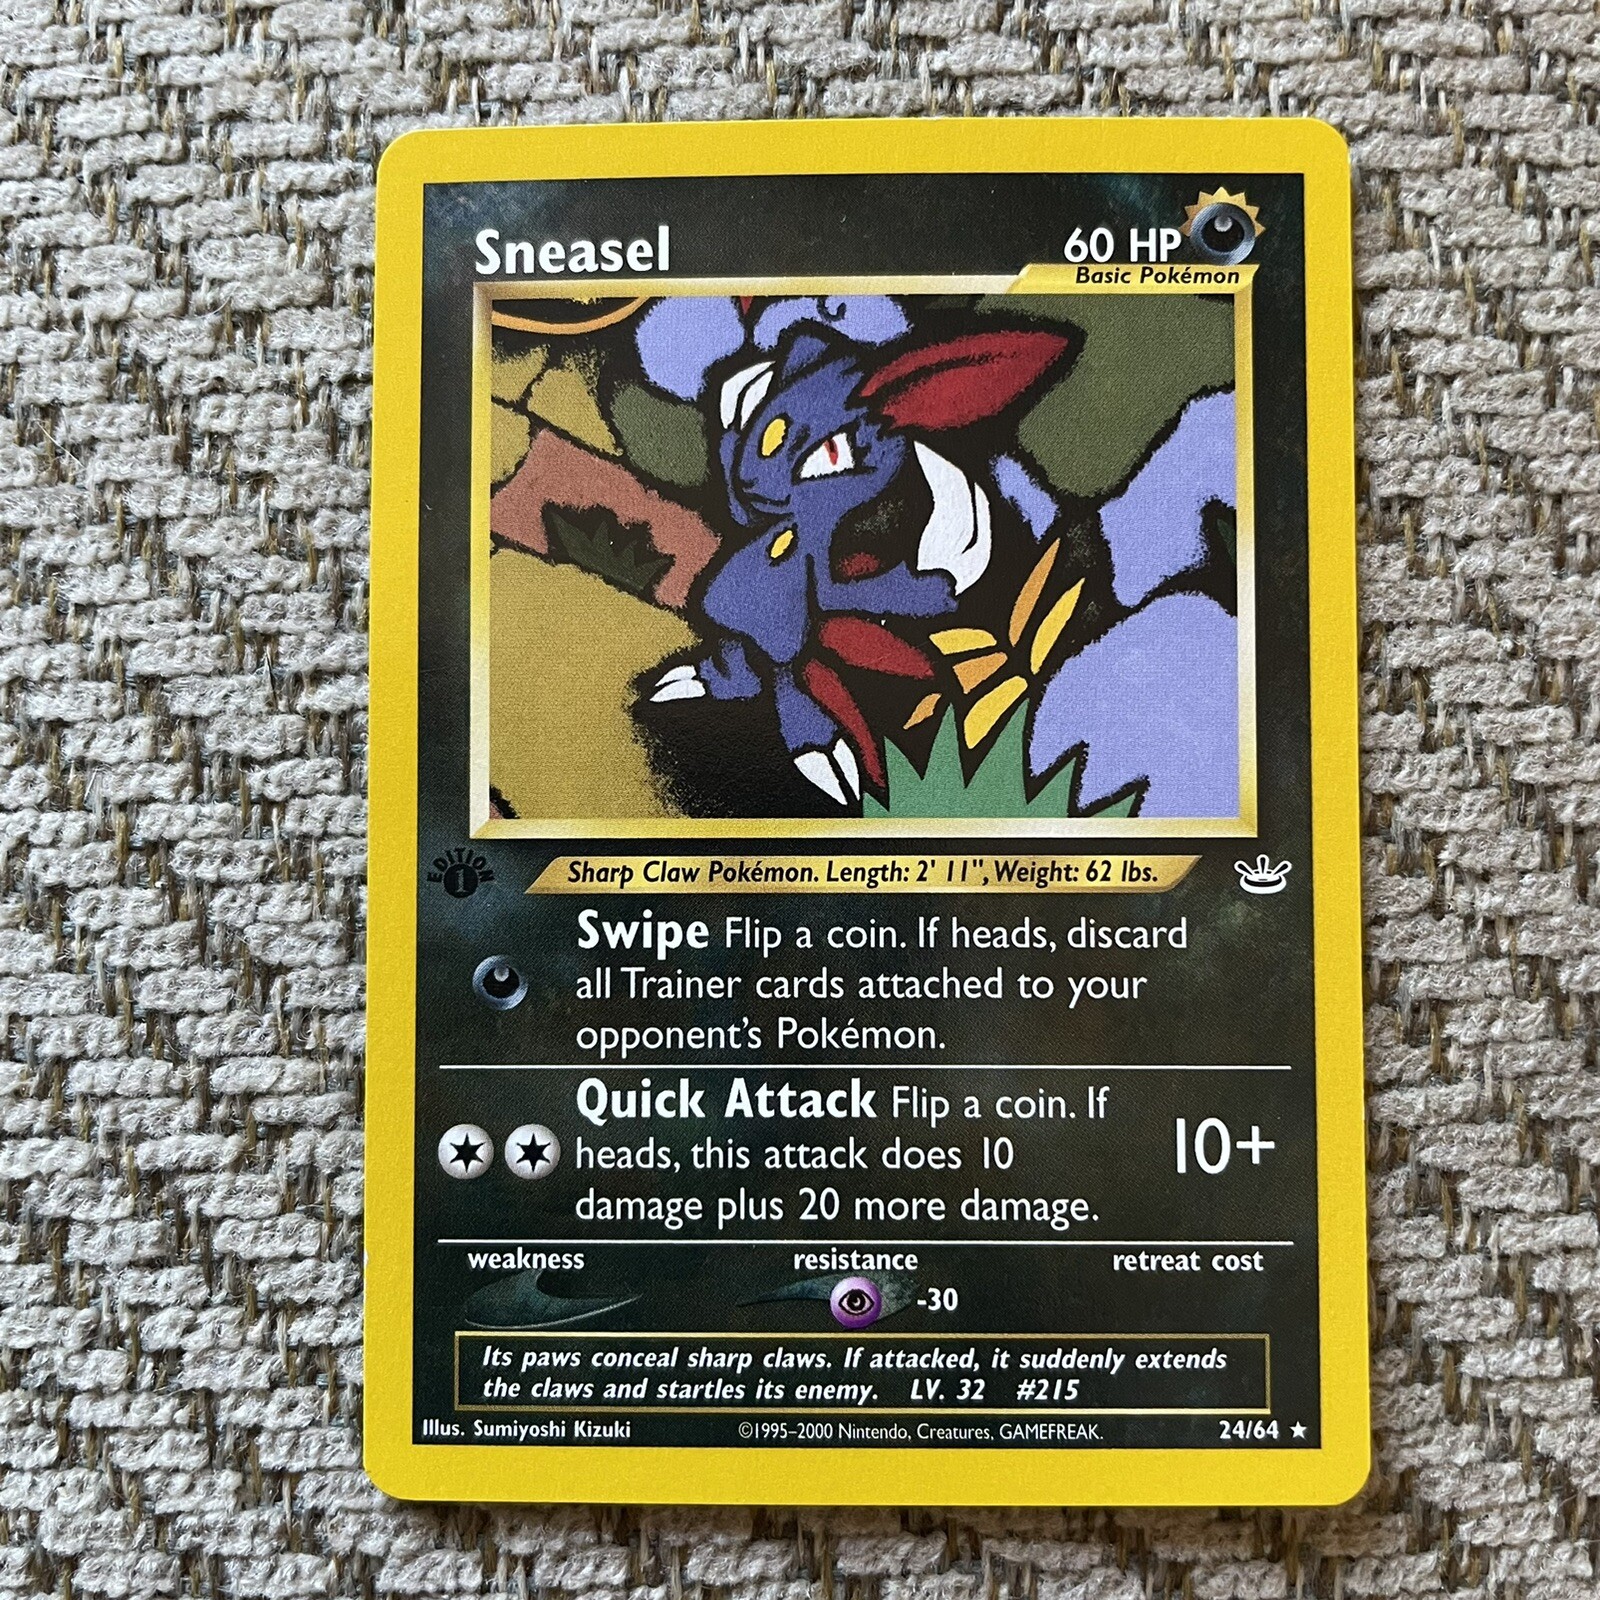 Sneasel
60 HP
Basic Pokémon
EDITION
1
Sharp Claw Pokémon. Length: 2' 11", Weight: 62 lbs.
Swipe Flip a coin. If heads, discard
all Trainer cards attached to your
opponent's Pokémon.
Quick Attack Flip a coin. If
heads, this attack does 10
damage plus 20 more damage.
10+
weakness
resistance
retreat cost
-30
Its paws conceal sharp claws. If attacked, it suddenly extends
the claws and startles its enemy. LV. 32 #215
Illus. Sumiyoshi Kizuki
©1995-2000 Nintendo, Creatures, GAMEFREAK.
24/64 ★